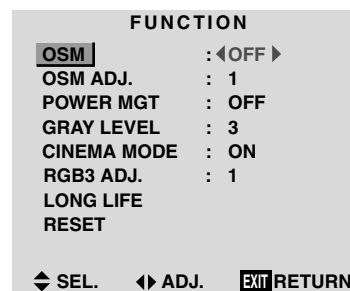 FUNCTION
OSM : ◀OFF▶
OSM ADJ. : 1
POWER MGT : OFF
GRAY LEVEL : 3
CINEMA MODE : ON
RGB3 ADJ. : 1
LONG LIFE
RESET
SEL. ADJ. EXIT RETURN